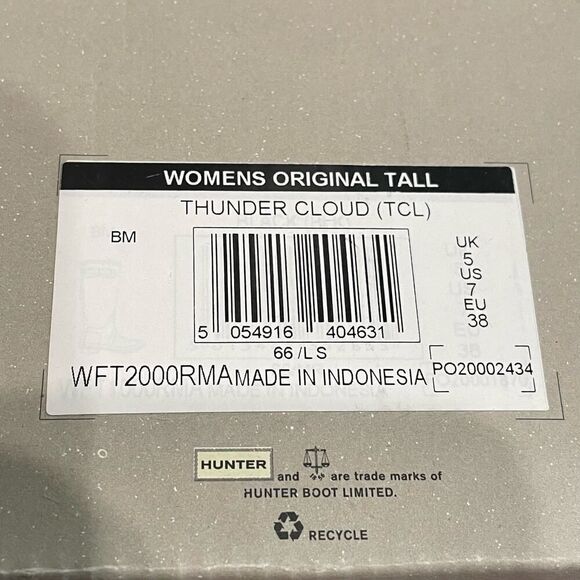 WOMENS ORIGINAL TALL
THUNDER CLOUD (TCL)
BM
UK
5
US
7
EU
38
5 054916 404631
66 /L S
WFT2000RMA MADE IN INDONESIA
PO20002434
HUNTER and are trade marks of
HUNTER BOOT LIMITED.
RECYCLE